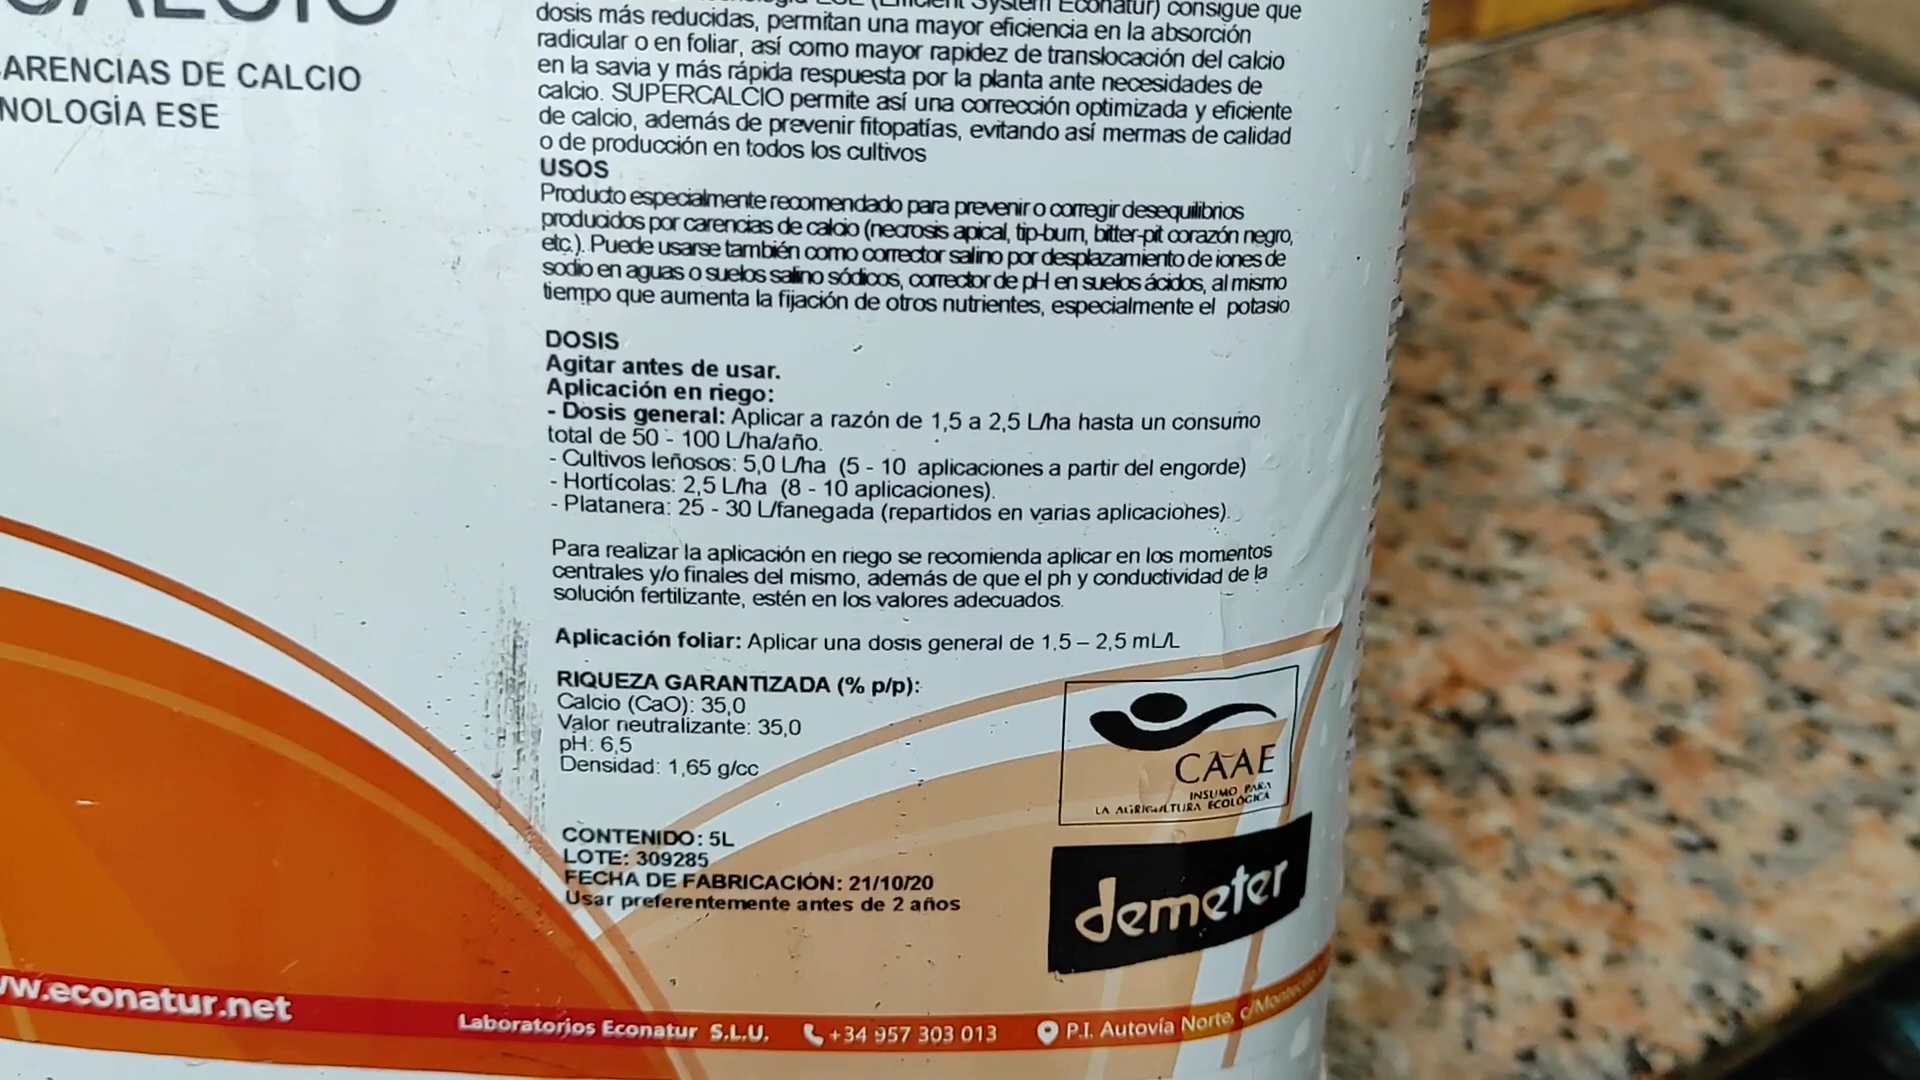 CALCIO
ARENCIAS DE CALCIO
NOLOGÍA ESE
(Efficient System Econatur) consigue que
dosis más reducidas, permitan una mayor eficiencia en la absorción
radicular o en foliar, así como mayor rapidez de translocación del calcio
en la savia y más rápida respuesta por la planta ante necesidades de
calcio. SUPERCALCIO permite así una corrección optimizada y eficiente
de calcio, además de prevenir fitopatías, evitando así mermas de calidad
o de producción en todos los cultivos
USOS
Producto especialmente recomendado para prevenir o corregir desequilibrios
producidos por carencias de calcio (necrosis apical, tip-burn, bitter-pit corazón negro,
etc.). Puede usarse también como corrector salino por desplazamiento de iones de
sodio en aguas o suelos salino sódicos, corrector de pH en suelos ácidos, al mismo
tiempo que aumenta la fijación de otros nutrientes, especialmente el potasio
DOSIS
Agitar antes de usar.
Aplicación en riego:
- Dosis general: Aplicar a razón de 1,5 a 2,5 L/ha hasta un consumo
total de 50 - 100 L/ha/año.
- Cultivos leñosos: 5,0 L/ha (5 - 10 aplicaciones a partir del engorde)
- Hortícolas: 2,5 L/ha (8 - 10 aplicaciones).
- Platanera: 25 - 30 L/fanegada (repartidos en varias aplicaciones).
Para realizar la aplicación en riego se recomienda aplicar en los momentos
centrales y/o finales del mismo, además de que el ph y conductividad de la
solución fertilizante, estén en los valores adecuados.
Aplicación foliar: Aplicar una dosis general de 1,5 – 2,5 mL/L
RIQUEZA GARANTIZADA (% p/p):
Calcio (CaO): 35,0
Valor neutralizante: 35,0
pH: 6,5
Densidad: 1,65 g/cc
CAAE
INSUMO PARA
LA AGRICULTURA ECOLÓGICA
CONTENIDO: 5L
LOTE: 309285
FECHA DE FABRICACIÓN: 21/10/20
Usar preferentemente antes de 2 años
demeter
w.econatur.net
Laboratorios Econatur S.L.U. +34 957 303 013 P.I. Autovía Norte, c/